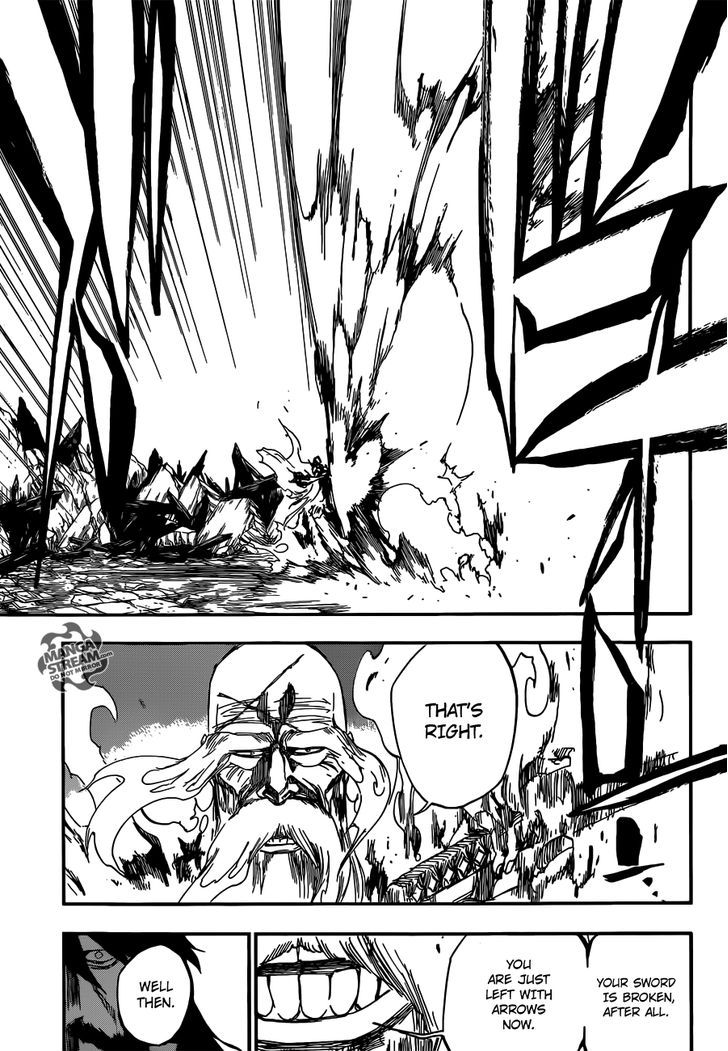 MANGA
STREAM.com
DO NOT MIRROR
THAT'S
RIGHT.
YOUR SWORD
IS BROKEN,
AFTER ALL.
YOU
ARE JUST
LEFT WITH
ARROWS
NOW.
WELL
THEN.